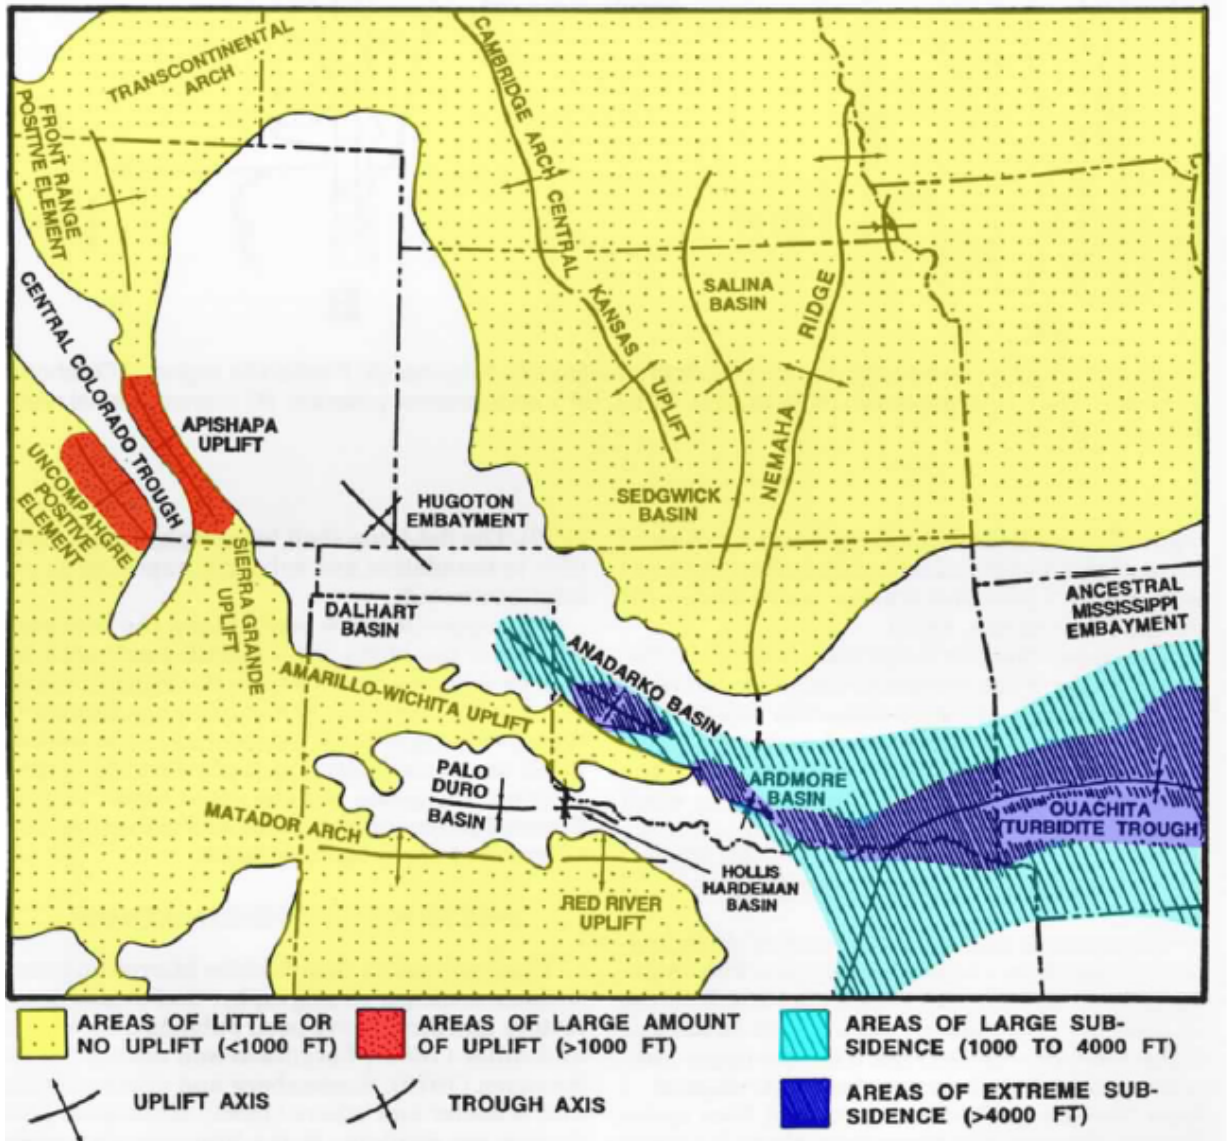 TRANSCONTINENTAL
ARCH
FRONT RANGE
POSITIVE ELEMENT
CAMBRIDGE ARCH CENTRAL
KANSAS
UPLIFT
SALINA
BASIN
NEMAHA
RIDGE
CENTRAL COLORADO TROUGH
APISHAPA
UPLIFT
UNCOMPAHGRE
POSITIVE
ELEMENT
HUGOTON
EMBAYMENT
SEDGWICK
BASIN
SIERRA GRANDE
UPLIFT
DALHART
BASIN
ANCESTRAL
MISSISSIPPI
EMBAYMENT
ANADARKO BASIN
AMARILLO-WICHITA UPLIFT
PALO
DURO
BASIN
ARDMORE
BASIN
OUACHITA
(TURBIDITE TROUGH)
MATADOR ARCH
HOLLIS
HARDEMAN
BASIN
RED RIVER
UPLIFT
AREAS OF LITTLE OR
NO UPLIFT (<1000 FT)
AREAS OF LARGE AMOUNT
OF UPLIFT (>1000 FT)
AREAS OF LARGE SUB-
SIDENCE (1000 TO 4000 FT)
UPLIFT AXIS
TROUGH AXIS
AREAS OF EXTREME SUB-
SIDENCE (>4000 FT)